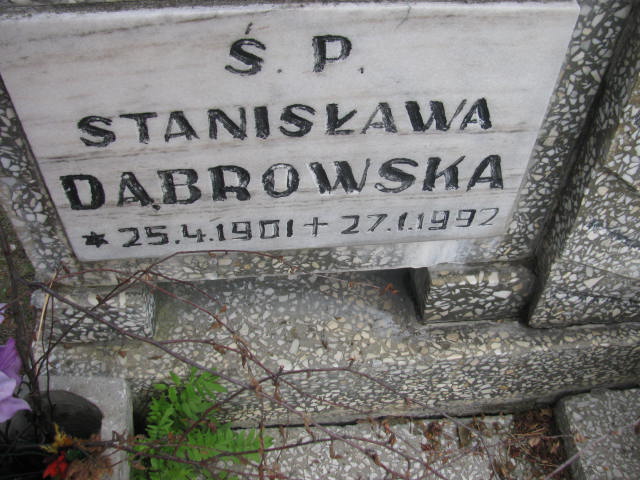 Ś. P.
STANISŁAWA
DĄBROWSKA
* 25.4.1901 + 27.1.1992